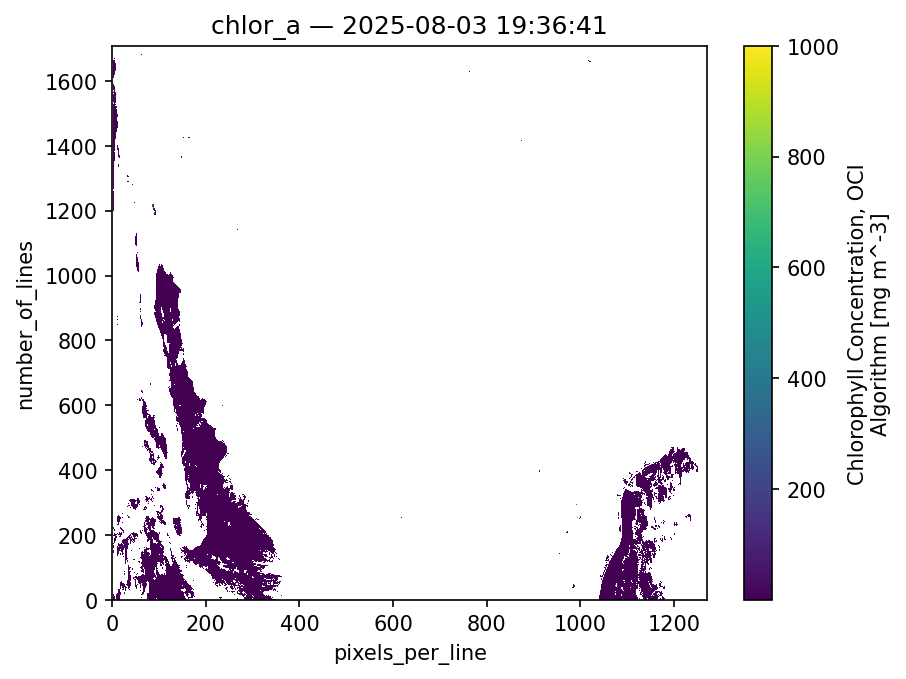 chlor_a — 2025-08-03 19:36:41
number_of_lines
1600
1400
1200
1000
800
600
400
200
0
0 200 400 600 800 1000 1200
pixels_per_line
1000
800
600
400
200
Chlorophyll Concentration, OCI
Algorithm [mg m^-3]